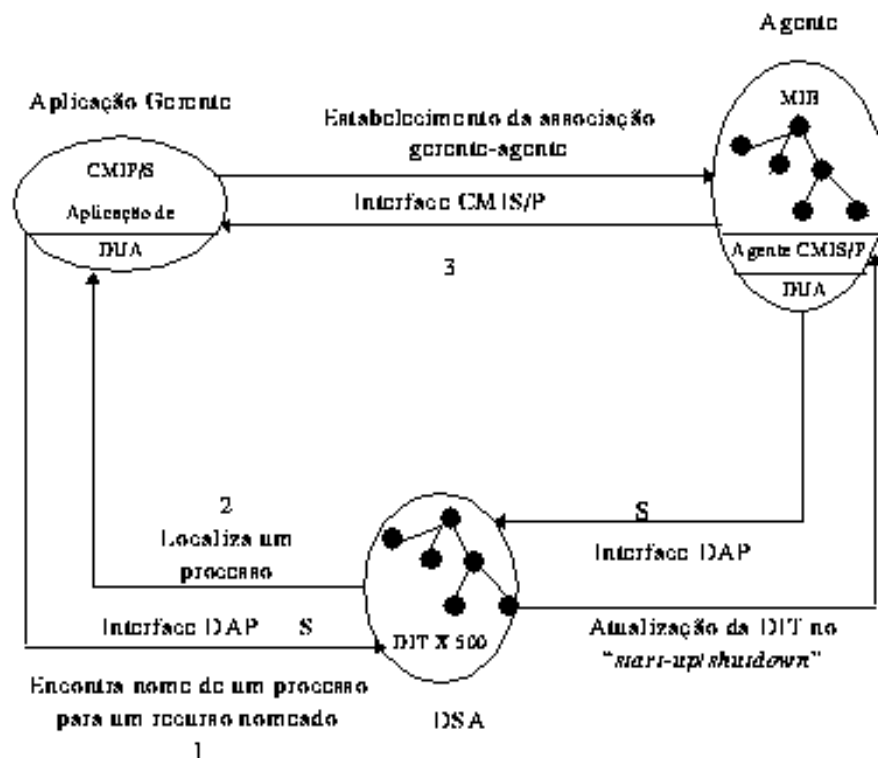 Agente
Aplicação Gerente
MIB
Estabelecimento da associação
gerente-agente
CMIP/S
Aplicação de
DUA
Interface CMIS/P
Agente CMIS/P
DUA
3
2
Localiza um
processo
S
Interface DAP
Interface DAP S
DIT X 500
Atualização da DIT no
“start-up/shutdown”
Encontra nome de um processo
para um recurso nomeado
1
DSA